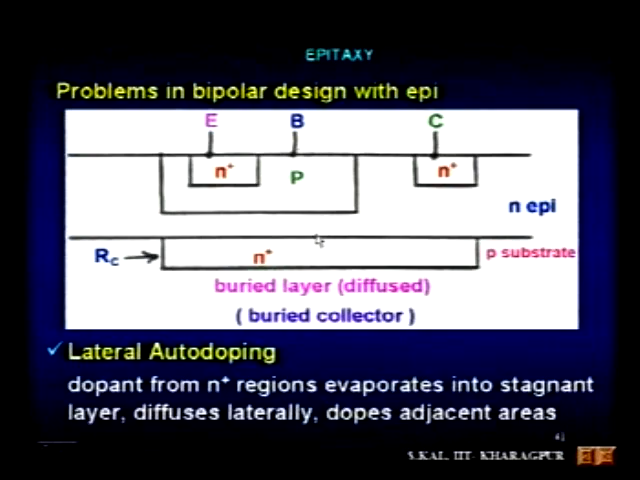 EPITAXY
Problems in bipolar design with epi
E B C
n⁺ P n⁺
n epi
Rc n⁺ p substrate
buried layer (diffused)
( buried collector )
✓ Lateral Autodoping
dopant from n⁺ regions evaporates into stagnant
layer, diffuses laterally, dopes adjacent areas
S.KAL, IIT- KHARAGPUR